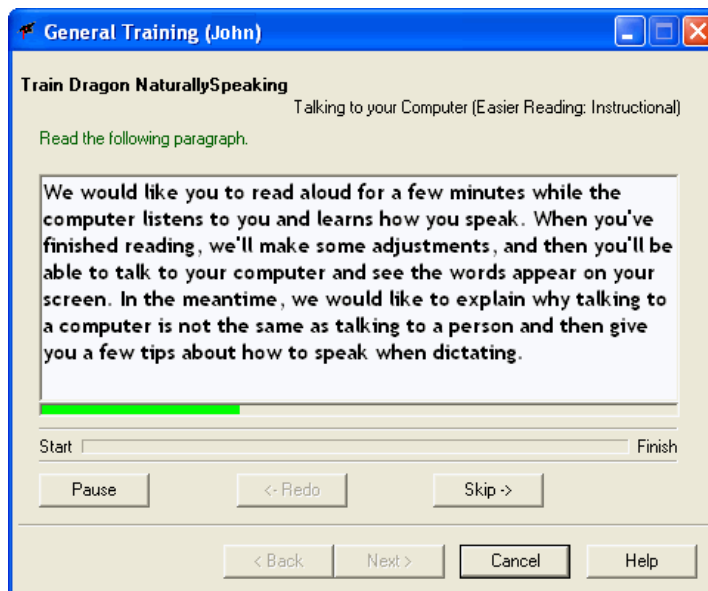 General Training (John)
Train Dragon NaturallySpeaking
Talking to your Computer (Easier Reading: Instructional)
Read the following paragraph.
We would like you to read aloud for a few minutes while the
computer listens to you and learns how you speak. When you've
finished reading, we'll make some adjustments, and then you'll be
able to talk to your computer and see the words appear on your
screen. In the meantime, we would like to explain why talking to
a computer is not the same as talking to a person and then give
you a few tips about how to speak when dictating.
Start Finish
Pause <- Redo Skip ->
< Back Next > Cancel Help